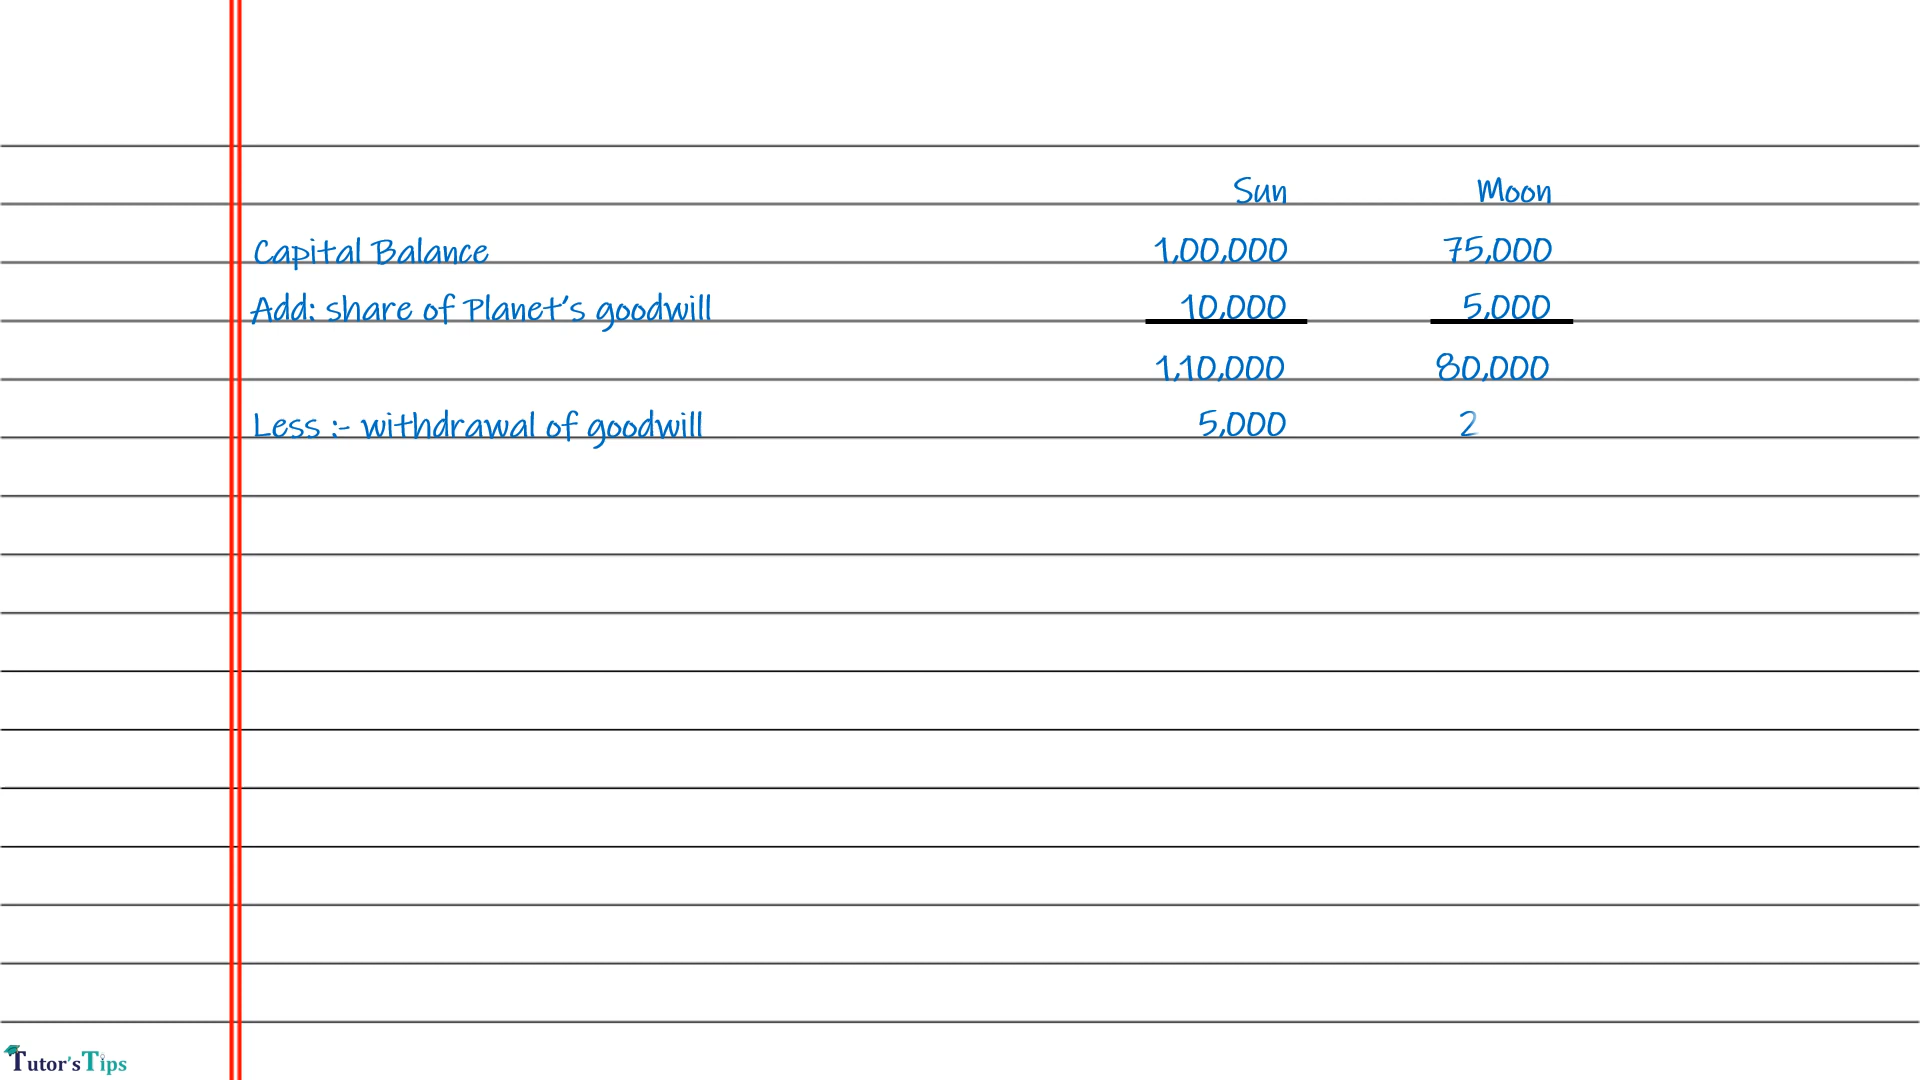 Sun Moon
Capital Balance 1,00,000 75,000
Add: share of Planet's goodwill 10,000 5,000
1,10,000 80,000
Less :- withdrawal of goodwill 5,000 2
Tutor'sTips